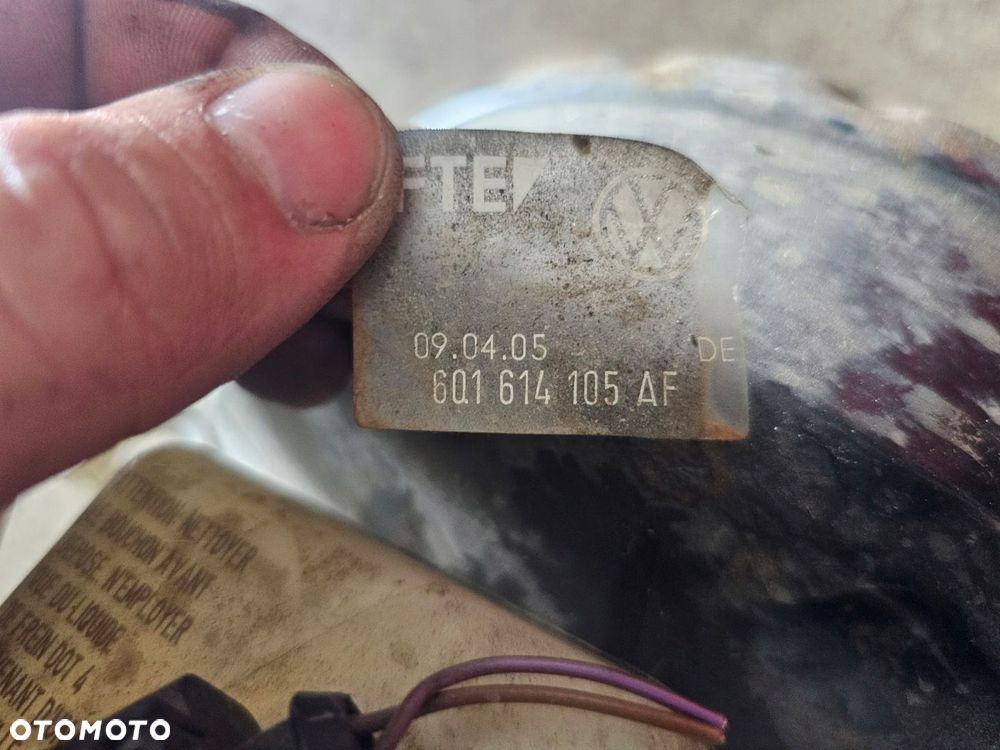 FTE
VW
09.04.05
DE
6Q1 614 105 AF
ATTENTION NETTOYER
BOUCHON AVANT
N'EMPLOYER
DU LIQUIDE
FREIN DOT 4
OTOMOTO